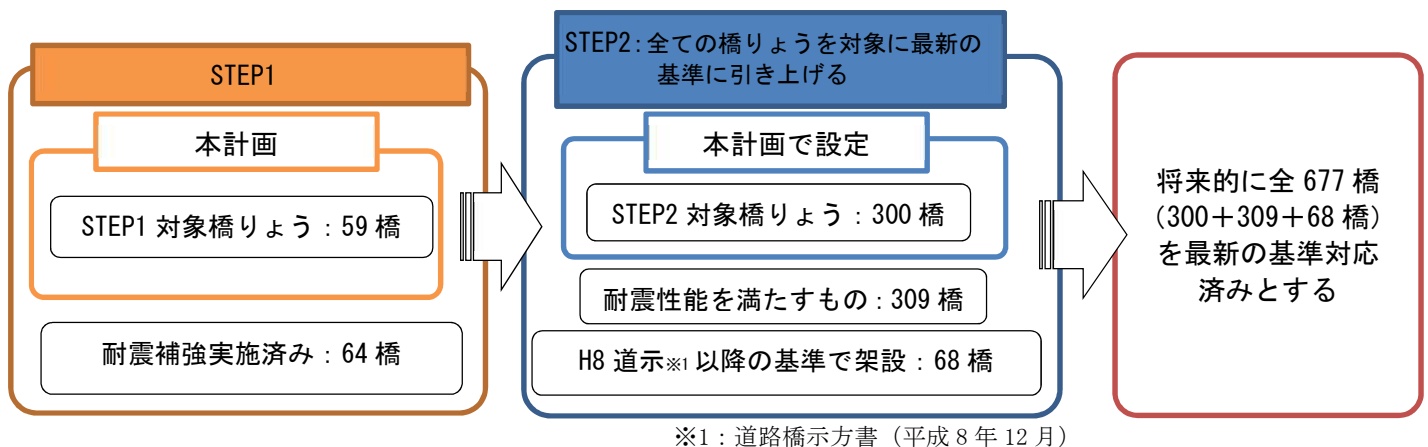 STEP1
本計画
STEP1 対象橋りょう：59 橋
耐震補強実施済み：64 橋
STEP2：全ての橋りょうを対象に最新の
基準に引き上げる
本計画で設定
STEP2 対象橋りょう：300 橋
耐震性能を満たすもの：309 橋
H8 道示※1 以降の基準で架設：68 橋
将来的に全 677 橋
（300＋309＋68 橋）
を最新の基準対応
済みとする
※1：道路橋示方書（平成 8 年 12 月）